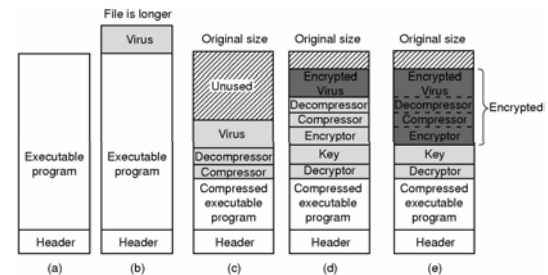 File is longer
Virus
Executable
program
Header
(a)
Executable
program
Header
(b)
Original size
Unused
Virus
Decompressor
Compressor
Compressed
executable
program
Header
(c)
Original size
Encrypted
Virus
Decompressor
Compressor
Encryptor
Key
Decryptor
Compressed
executable
program
Header
(d)
Original size
Encrypted
Virus
Decompressor
Compressor
Encryptor
Key
Decryptor
Compressed
executable
program
Header
(e)
Encrypted